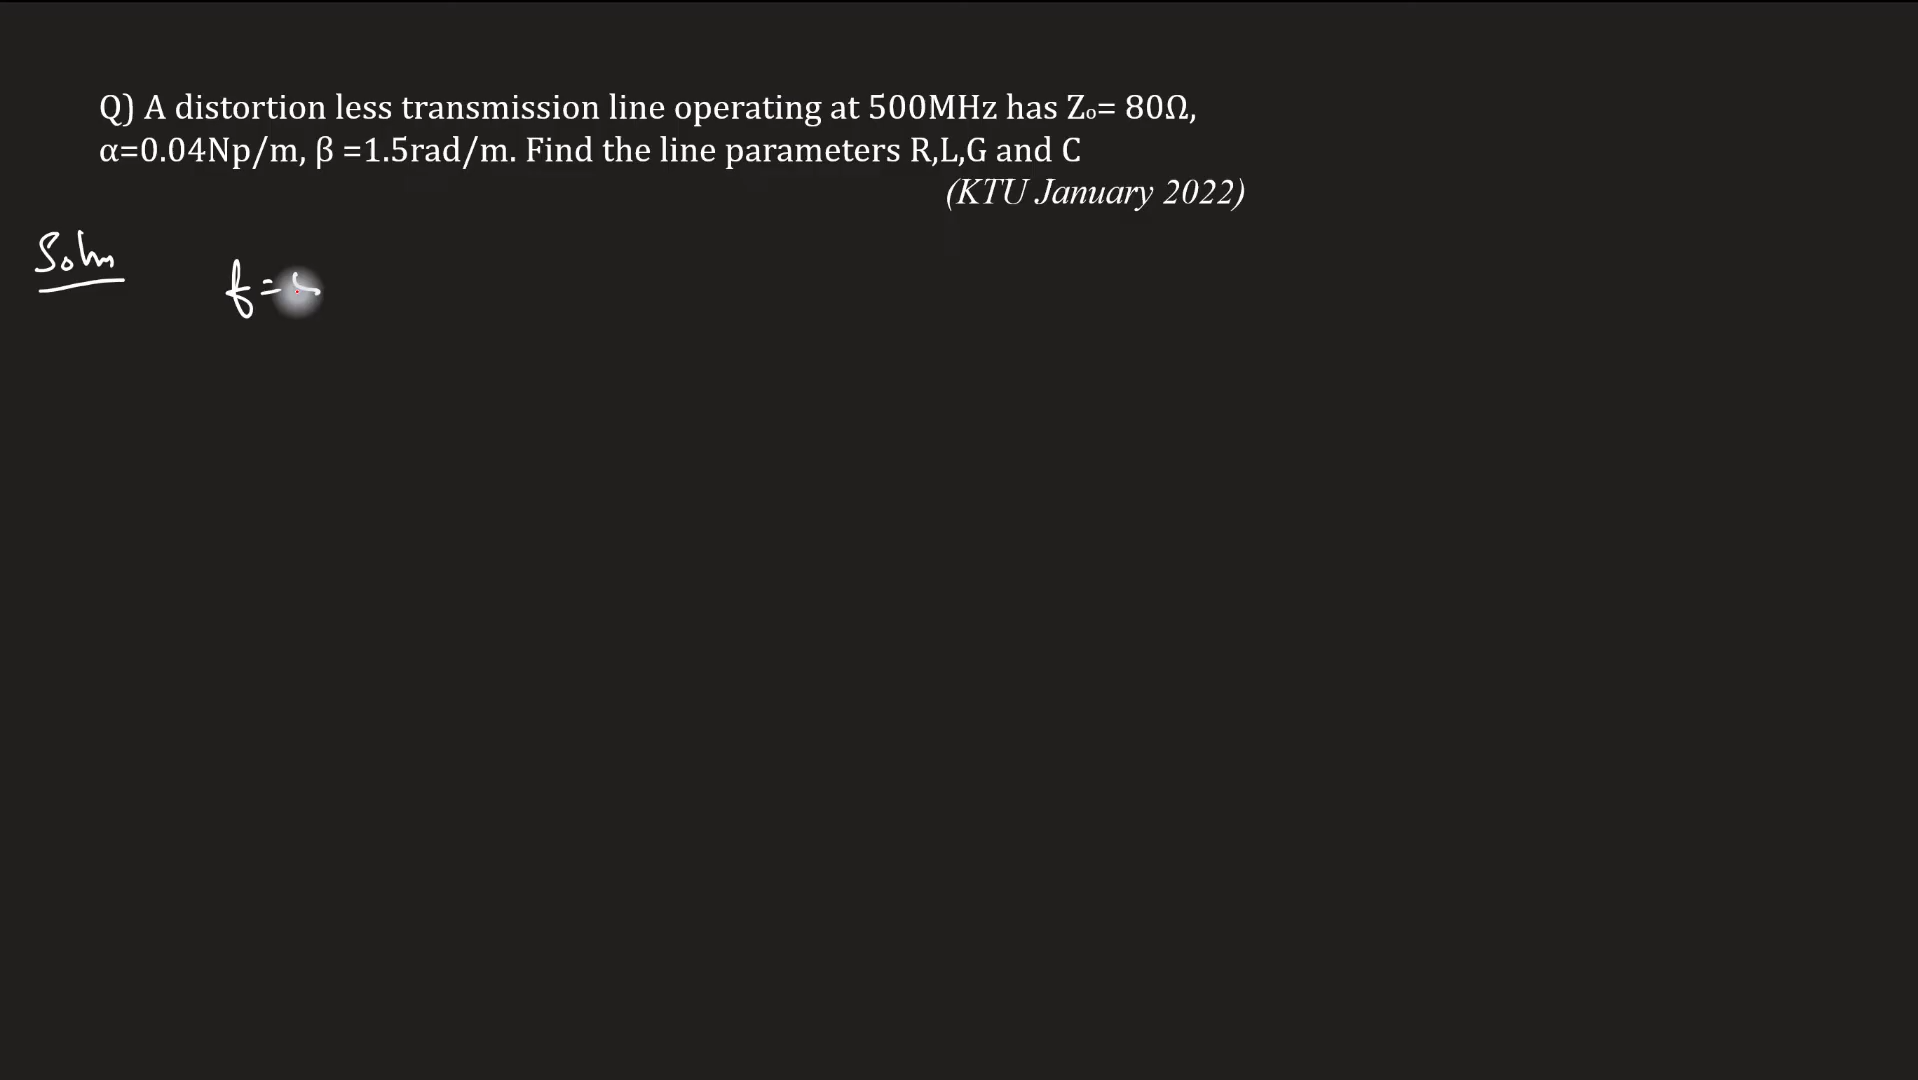 Q) A distortion less transmission line operating at 500MHz has Zₒ= 80Ω,
α=0.04Np/m, β =1.5rad/m. Find the line parameters R,L,G and C
(KTU January 2022)
Soln
f=